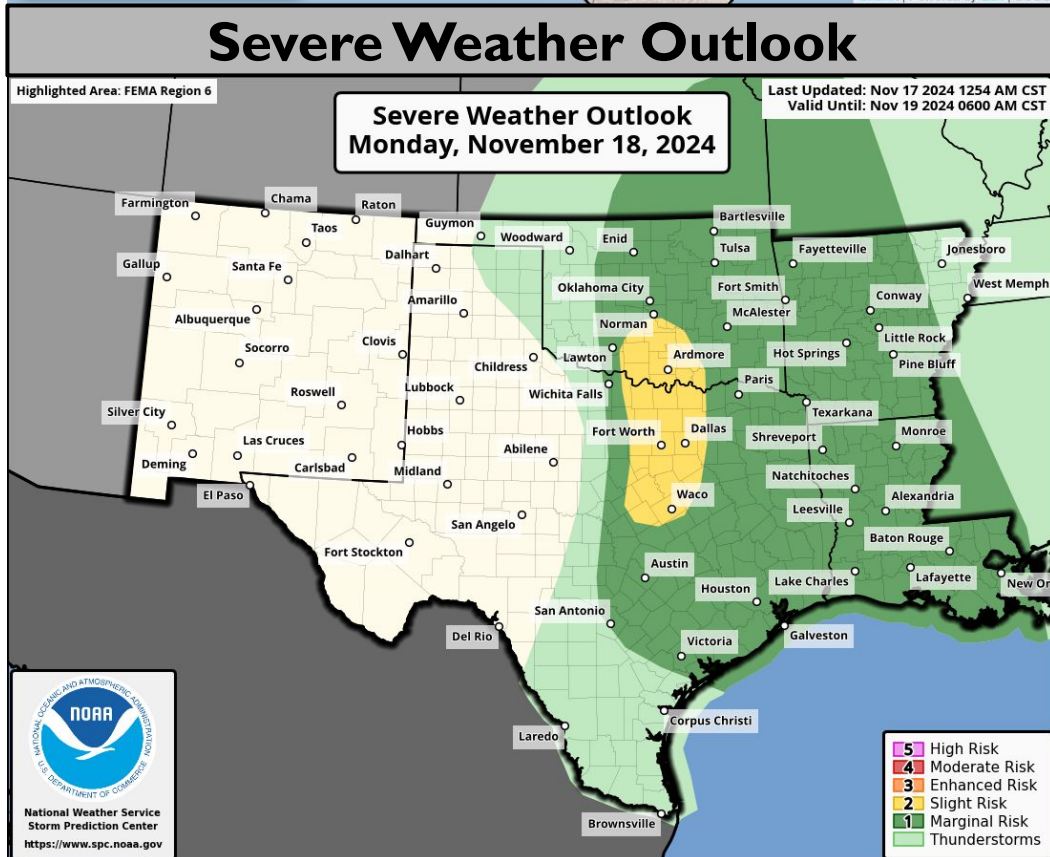 Severe Weather Outlook
Highlighted Area: FEMA Region 6
Last Updated: Nov 17 2024 1254 AM CST
Valid Until: Nov 19 2024 0600 AM CST
Severe Weather Outlook
Monday, November 18, 2024
Farmington
Chama
Raton
Taos
Guymon
Woodward
Enid
Bartlesville
Tulsa
Fayetteville
Jonesboro
Gallup
Santa Fe
Dalhart
Oklahoma City
Fort Smith
Conway
West Memph
Albuquerque
Amarillo
Norman
McAlester
Little Rock
Socorro
Clovis
Childress
Lawton
Ardmore
Hot Springs
Pine Bluff
Roswell
Lubbock
Wichita Falls
Paris
Texarkana
Silver City
Las Cruces
Hobbs
Fort Worth
Dallas
Shreveport
Monroe
Deming
Carlsbad
Midland
Abilene
Natchitoches
El Paso
Waco
Alexandria
San Angelo
Leesville
Fort Stockton
Baton Rouge
Austin
Houston
Lake Charles
Lafayette
New Or
San Antonio
Del Rio
Victoria
Galveston
Laredo
Corpus Christi
Brownsville
NATIONAL OCEANIC AND ATMOSPHERIC ADMINISTRATION
NOAA
U.S. DEPARTMENT OF COMMERCE
National Weather Service
Storm Prediction Center
https://www.spc.noaa.gov
5 High Risk
4 Moderate Risk
3 Enhanced Risk
2 Slight Risk
1 Marginal Risk
Thunderstorms